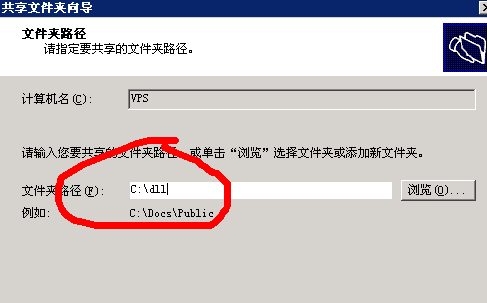 共享文件夹向导
文件夹路径
请指定要共享的文件夹路径。
计算机名(C): VPS
请输入您要共享的文件夹路径，或单击“浏览”选择文件夹或添加新文件夹。
文件夹路径(F): C:\dll 浏览(O)...
例如: C:\Docs\Public